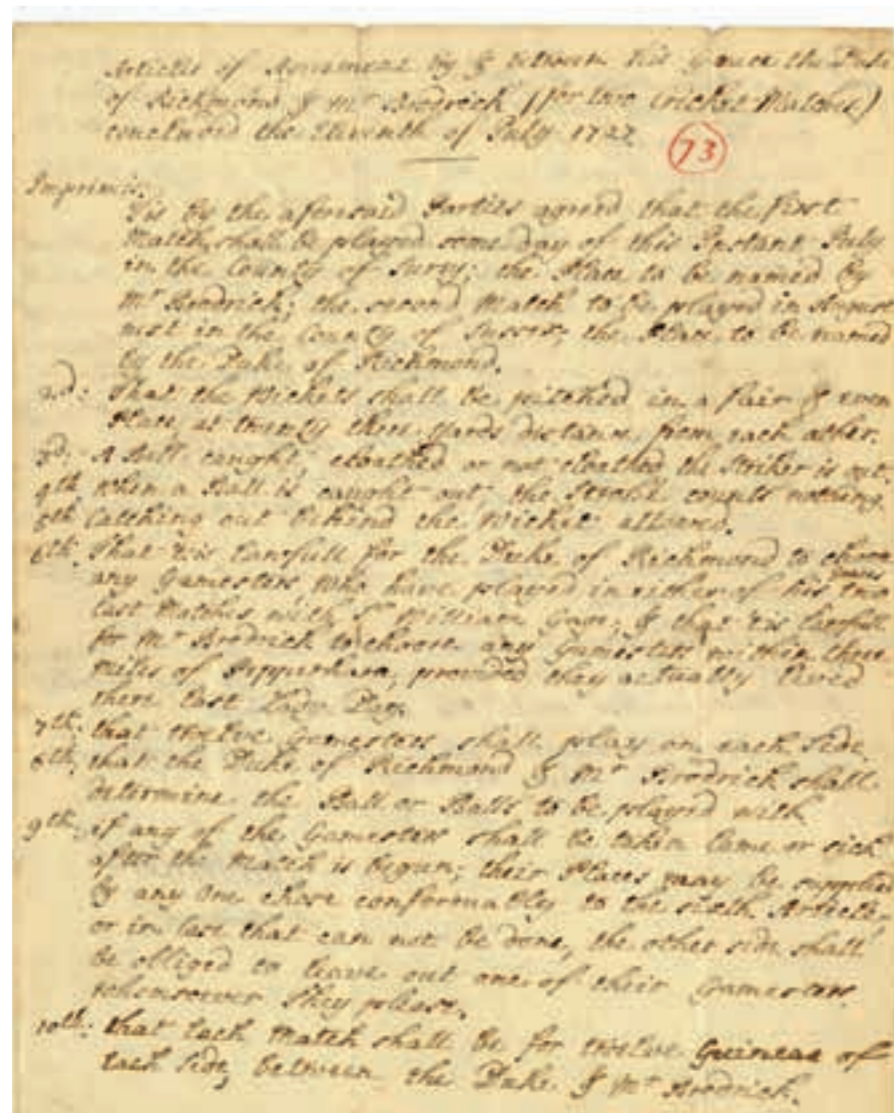 Articles of Agreement by & between his Grace the Duke
of Richmond & Mr Brodrick (for two Cricket Matches)
concluded the Eleventh of July 1727
73
Imprimis.
'Tis by the aforesaid Parties agreed that the first
Match shall be played some day of this Instant July
in the County of Surry; the Place to be named by
Mr Brodrick; the second Match to be played in August
next in the County of Sussex, the Place to be named
by the Duke of Richmond.
2d: That the Wickets shall be pitched in a fair & even
Place, at twenty three yards distance from each other.
3d. A Ball caught, cloathed or not cloathed the Striker is out
4th When a Ball is caught out, the Stroke counts nothing
5th Catching out behind the Wicket allowed.
6th. That 'tis lawfull for the Duke of Richmond to choose
any Gamesters, who have played in either of his Graces two
last Matches with Sr William Gage; & that 'tis lawfull
for Mr Brodrick to choose any Gamesters within three
miles of Pepperhara, provided they actually lived
there last Lady Day.
7th: that twelve Gamesters shall play on each side
8th. that the Duke of Richmond & Mr Brodrick shall
determine the Ball or Balls to be played with
9th: if any of the Gamesters shall be taken lame or sick
after the Match is begun, their Places may be supplied
by any One chose conformably to the sixth Article,
or in Case that can not be done, the other side shall
be obliged to leave out one of their Gamesters
whomsoever they please.
10th: that each Match shall be for twelve Guineas of
each Side, between the Duke & Mr Brodrick.